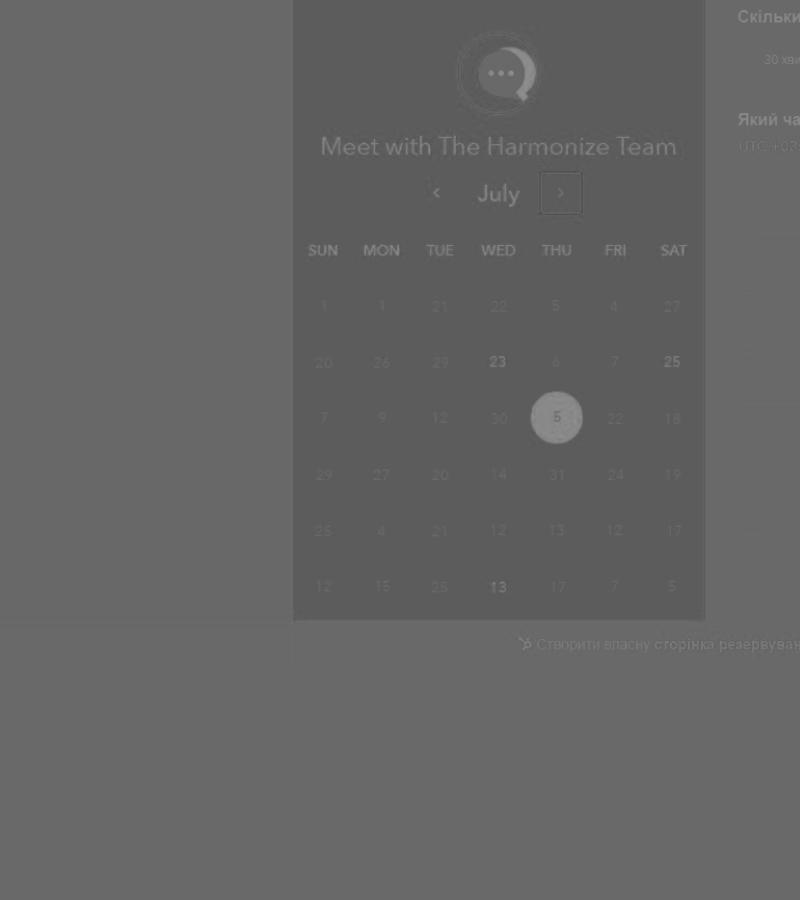 Скільки
30 хви
Meet with The Harmonize Team
Який ча
UTC +02:
July
SUN MON TUE WED THU FRI SAT
1 1 21 22 5 4 27
20 26 29 23 6 7 25
7 9 12 30 5 22 18
29 27 20 14 31 24 19
25 4 21 12 13 12 17
12 15 25 13 17 7 5
Створити власну сторінка резервуван